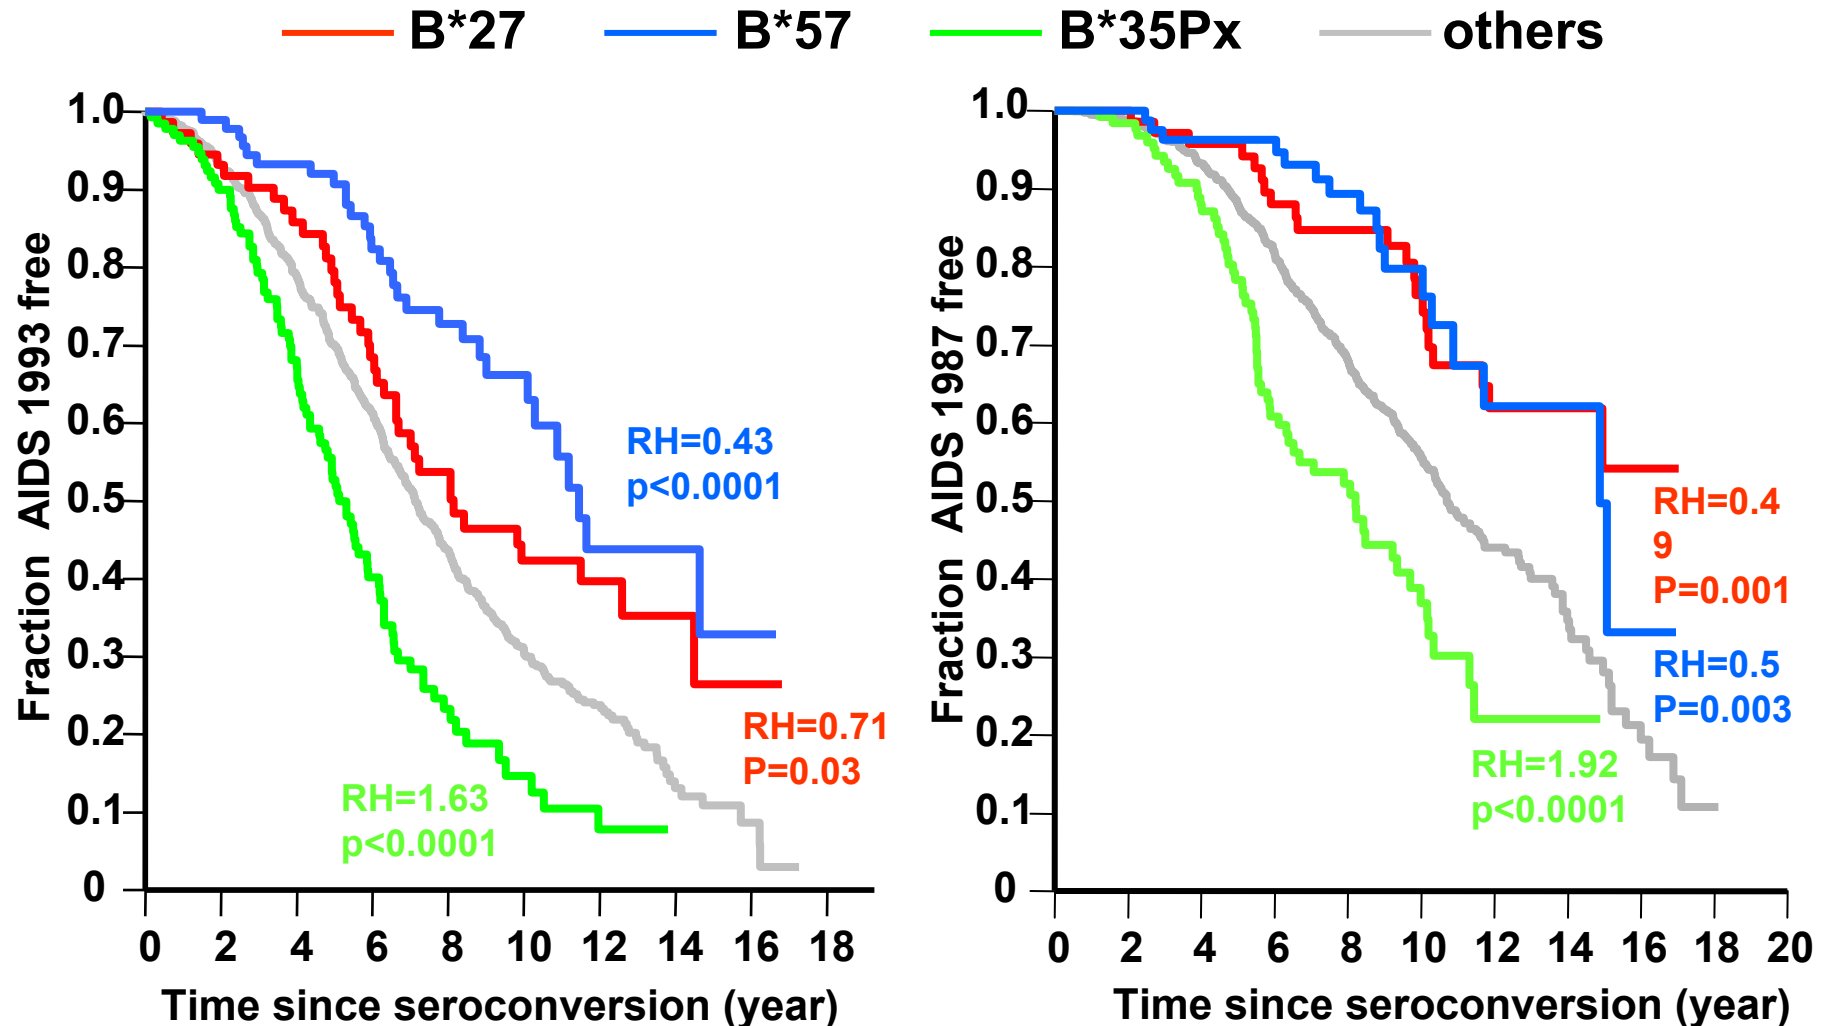 B*27 B*57 B*35Px others
Fraction AIDS 1993 free
1.0
0.9
0.8
0.7
0.6
0.5
0.4
0.3
0.2
0.1
0
RH=0.43
p<0.0001
RH=0.71
P=0.03
RH=1.63
p<0.0001
0 2 4 6 8 10 12 14 16 18
Time since seroconversion (year)
Fraction AIDS 1987 free
1.0
0.9
0.8
0.7
0.6
0.5
0.4
0.3
0.2
0.1
0
RH=0.4
9
P=0.001
RH=0.5
P=0.003
RH=1.92
p<0.0001
0 2 4 6 8 10 12 14 16 18 20
Time since seroconversion (year)